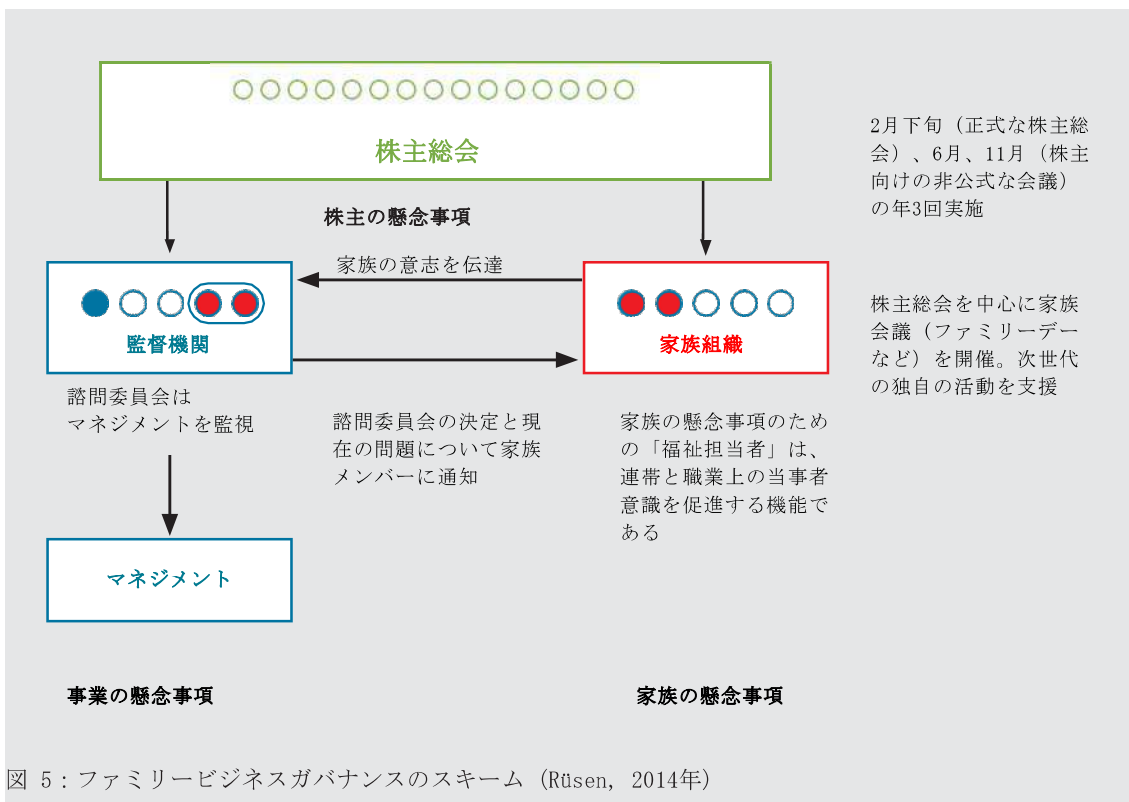 株主総会
2月下旬（正式な株主総
会）、6月、11月（株主
向けの非公式な会議）
の年3回実施
株主の懸念事項
家族の意志を伝達
監督機関
家族組織
株主総会を中心に家族
会議（ファミリーデー
など）を開催。次世代
の独自の活動を支援
諮問委員会は
マネジメントを監視
諮問委員会の決定と現
在の問題について家族
メンバーに通知
家族の懸念事項のため
の「福祉担当者」は、
連帯と職業上の当事者
意識を促進する機能で
ある
マネジメント
事業の懸念事項
家族の懸念事項
図 5：ファミリービジネスガバナンスのスキーム（Rüsen, 2014年）